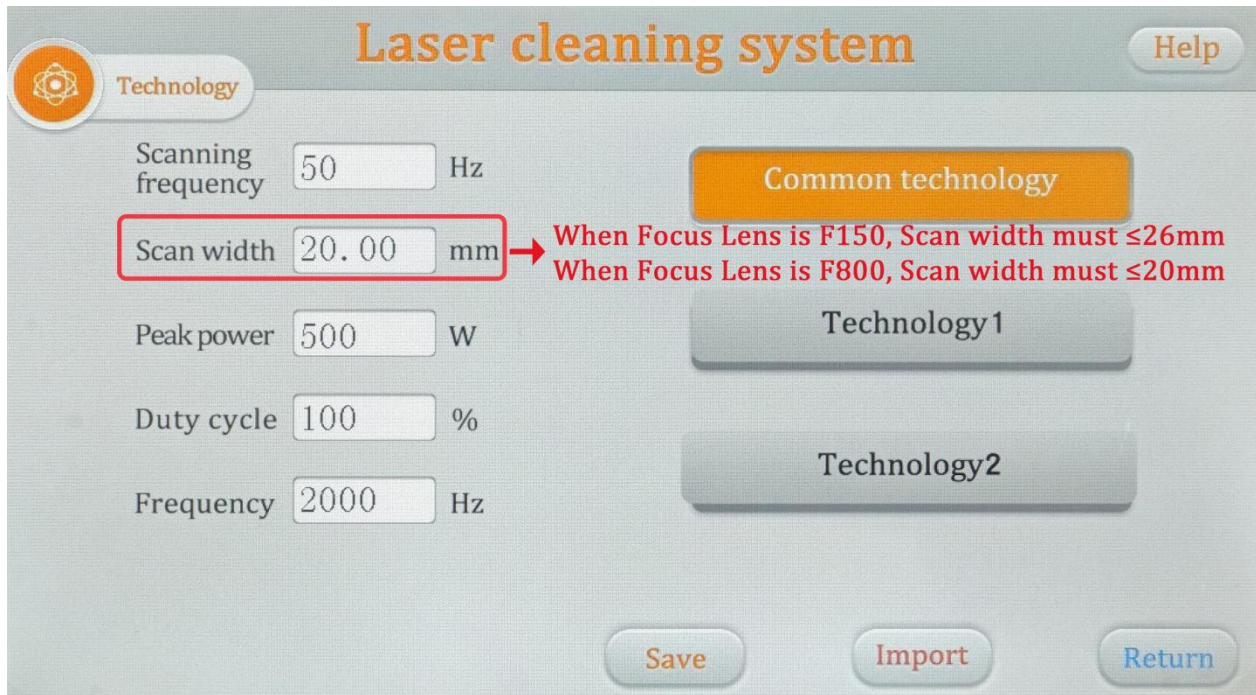 Laser cleaning system
Help
Technology
Scanning
frequency
50
Hz
Scan width
20.00
mm
When Focus Lens is F150, Scan width must ≤26mm
When Focus Lens is F800, Scan width must ≤20mm
Peak power
500
W
Duty cycle
100
%
Frequency
2000
Hz
Common technology
Technology1
Technology2
Save
Import
Return